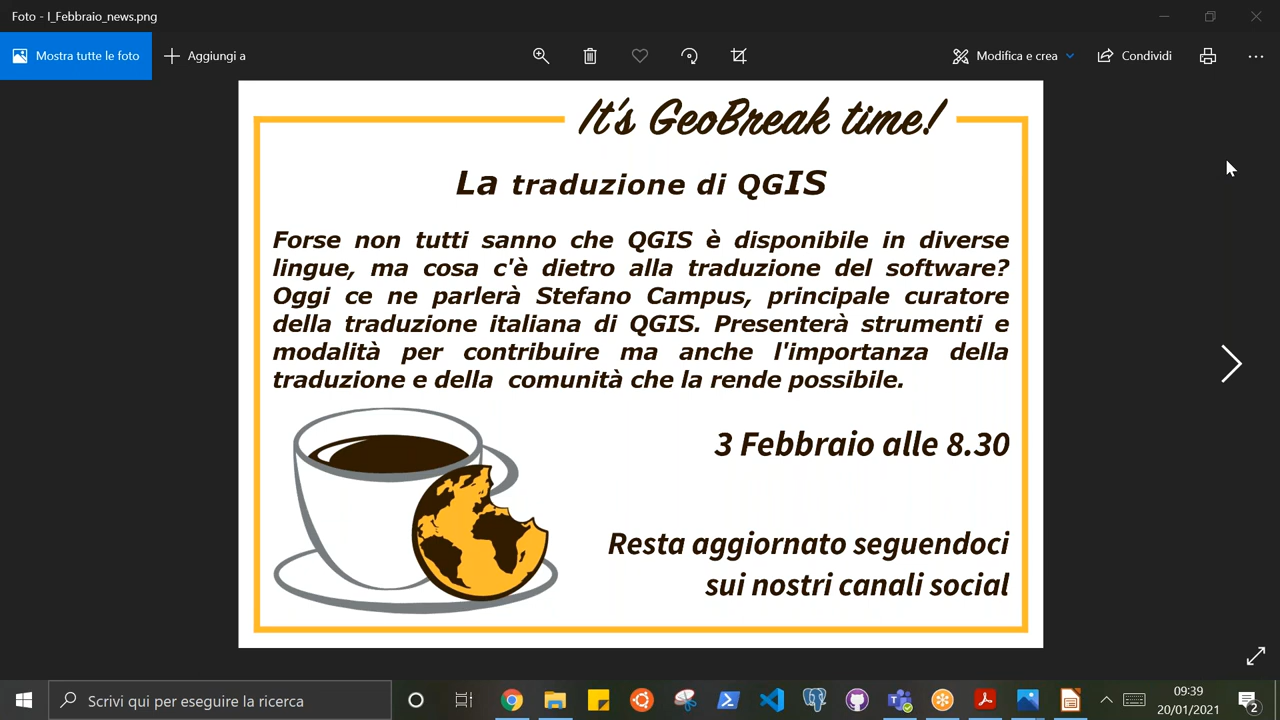 Foto - I_Febbraio_news.png
Mostra tutte le foto
Aggiungi a
Modifica e crea
Condividi
It's GeoBreak time!
La traduzione di QGIS
Forse non tutti sanno che QGIS è disponibile in diverse
lingue, ma cosa c'è dietro alla traduzione del software?
Oggi ce ne parlerà Stefano Campus, principale curatore
della traduzione italiana di QGIS. Presenterà strumenti e
modalità per contribuire ma anche l'importanza della
traduzione e della comunità che la rende possibile.
3 Febbraio alle 8.30
Resta aggiornato seguendoci
sui nostri canali social
Scrivi qui per eseguire la ricerca
09:39
20/01/2021
2